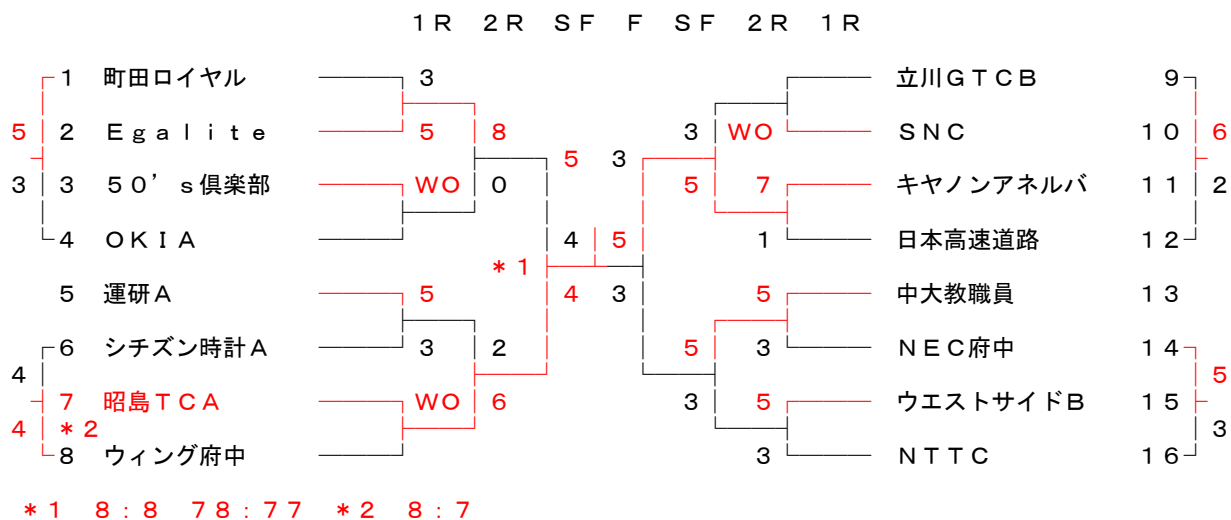 １Ｒ　２Ｒ　ＳＦ　Ｆ　ＳＦ　２Ｒ　１Ｒ
１　町田ロイヤル　３　立川ＧＴＣＢ　９
５　２　Ｅｇａｌｉｔｅ　５　８　３　ＷＯ　ＳＮＣ　１０　６
５　３
３　３　５０’ｓ倶楽部　ＷＯ　０　５　７　キヤノンアネルバ　１１　２
４　ＯＫＩＡ　４　５　１　日本高速道路　１２
＊１
５　運研Ａ　５　４　３　５　中大教職員　１３
６　シチズン時計Ａ　３　２　５　３　ＮＥＣ府中　１４
４　５
７　昭島ＴＣＡ　ＷＯ　６　３　５　ウエストサイドＢ　１５
４　＊２　３
８　ウィング府中　３　ＮＴＴＣ　１６
＊１　８：８　７８：７７　＊２　８：７